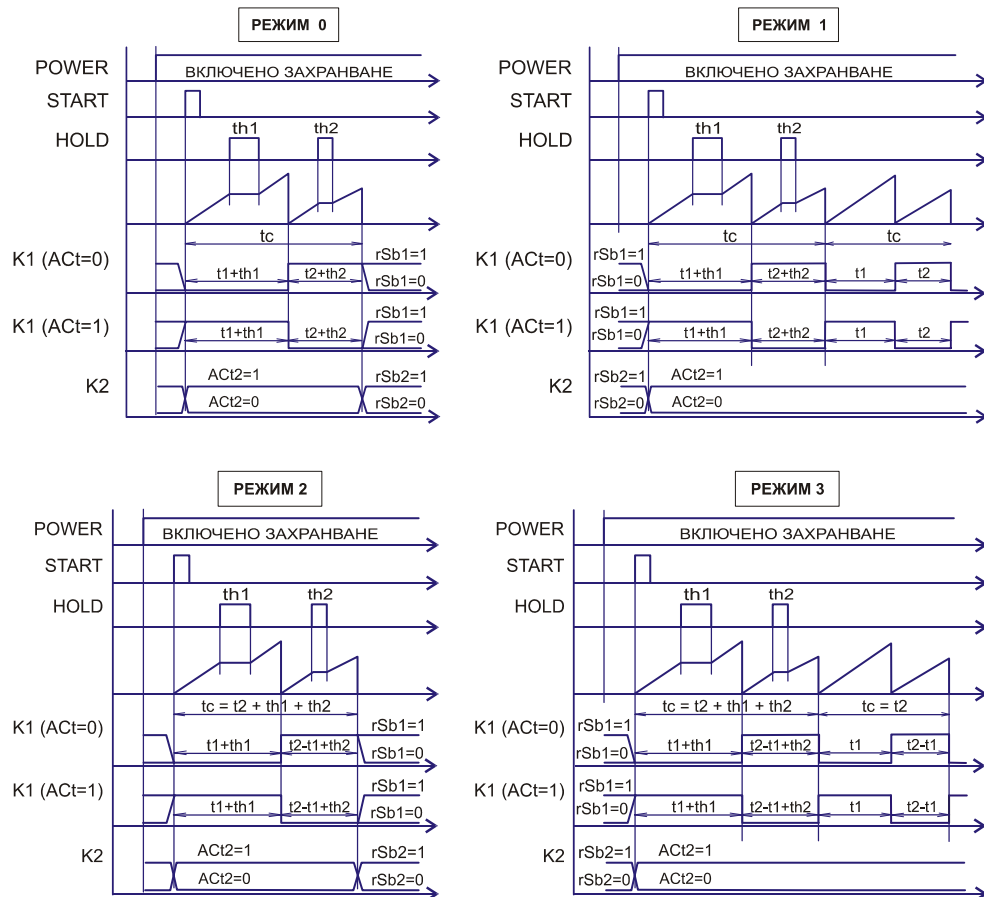 РЕЖИМ 0
POWER
ВКЛЮЧЕНО ЗАХРАНВАНЕ
START
HOLD
th1
th2
tc
K1 (ACt=0)
t1+th1
t2+th2
rSb1=1
rSb1=0
K1 (ACt=1)
t1+th1
t2+th2
rSb1=1
rSb1=0
K2
ACt2=1
ACt2=0
rSb2=1
rSb2=0
РЕЖИМ 1
POWER
ВКЛЮЧЕНО ЗАХРАНВАНЕ
START
HOLD
th1
th2
tc
tc
K1 (ACt=0)
rSb1=1
rSb1=0
t1+th1
t2+th2
t1
t2
K1 (ACt=1)
rSb1=1
rSb1=0
t1+th1
t2+th2
t1
t2
K2
rSb2=1
rSb2=0
ACt2=1
ACt2=0
РЕЖИМ 2
POWER
ВКЛЮЧЕНО ЗАХРАНВАНЕ
START
HOLD
th1
th2
tc = t2 + th1 + th2
K1 (ACt=0)
t1+th1
t2-t1+th2
rSb1=1
rSb1=0
K1 (ACt=1)
t1+th1
t2-t1+th2
rSb1=1
rSb1=0
K2
ACt2=1
ACt2=0
rSb2=1
rSb2=0
РЕЖИМ 3
POWER
ВКЛЮЧЕНО ЗАХРАНВАНЕ
START
HOLD
th1
th2
tc = t2 + th1 + th2
tc = t2
K1 (ACt=0)
rSb1=1
rSb1=0
t1+th1
t2-t1+th2
t1
t2-t1
K1 (ACt=1)
rSb1=1
rSb1=0
t1+th1
t2-t1+th2
t1
t2-t1
K2
rSb2=1
rSb2=0
ACt2=1
ACt2=0